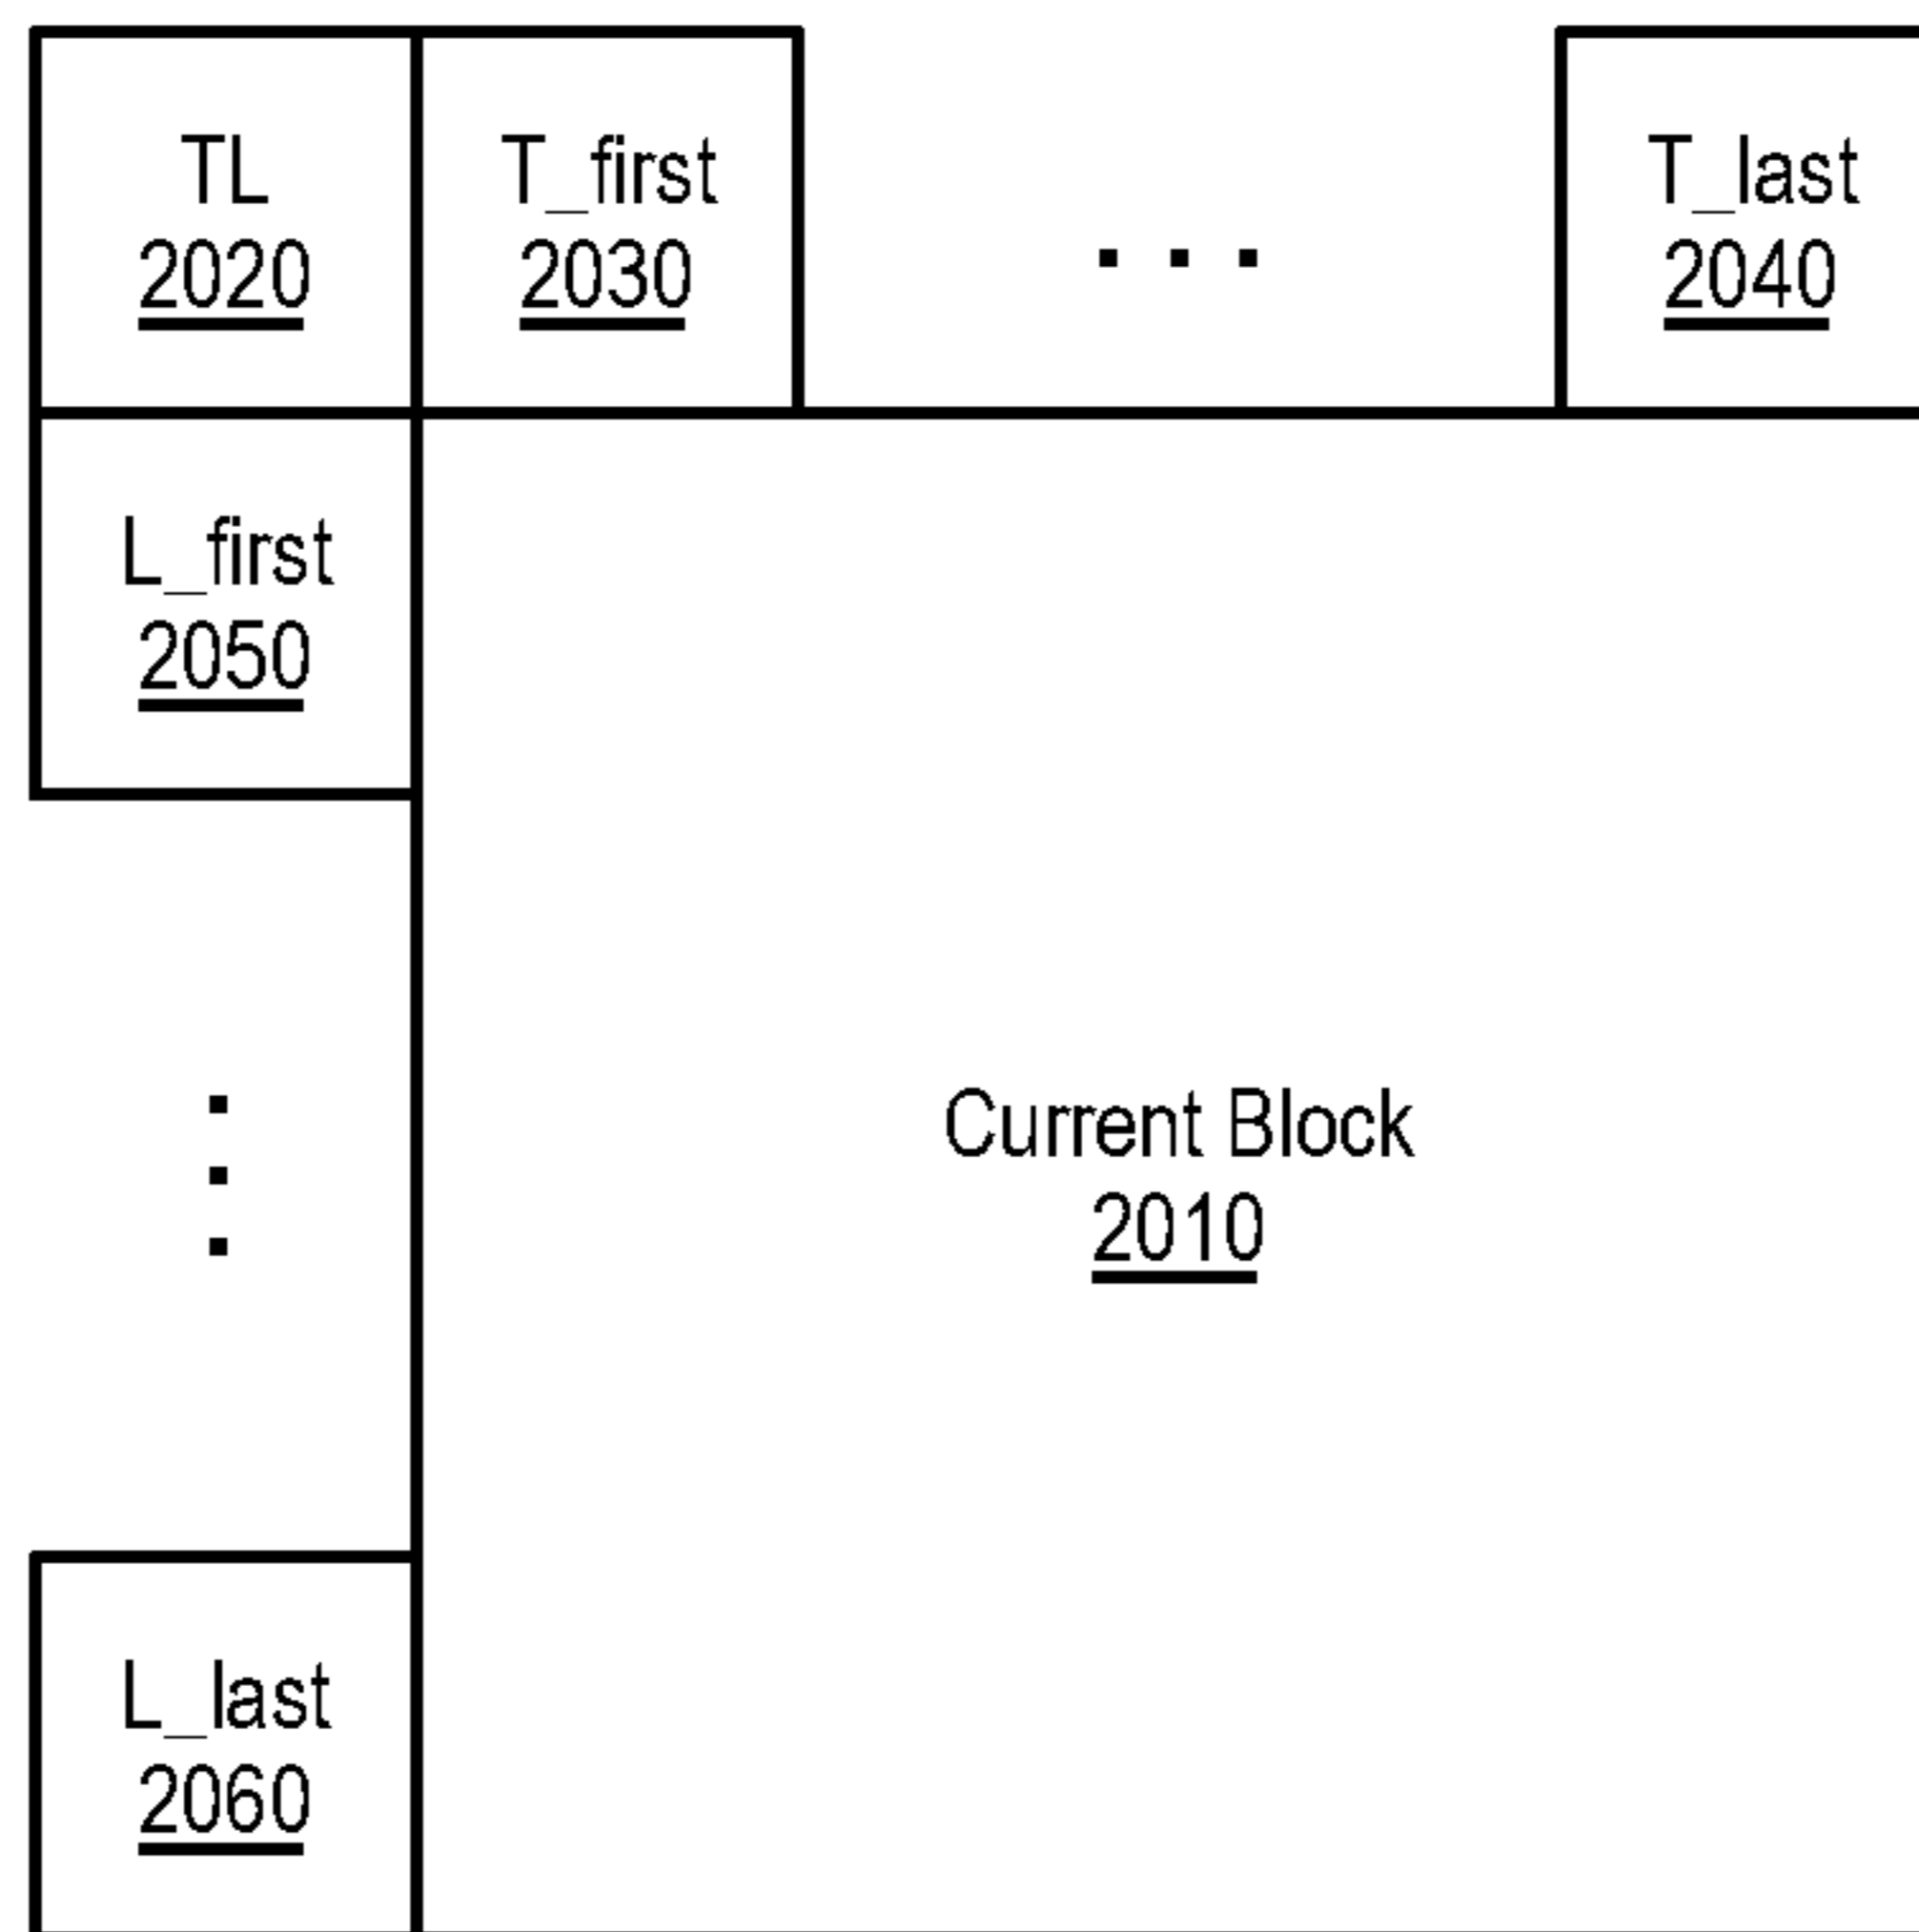 TL
2020
T_first
2030
. . .
T_last
2040
L_first
2050
Current Block
2010
L_last
2060